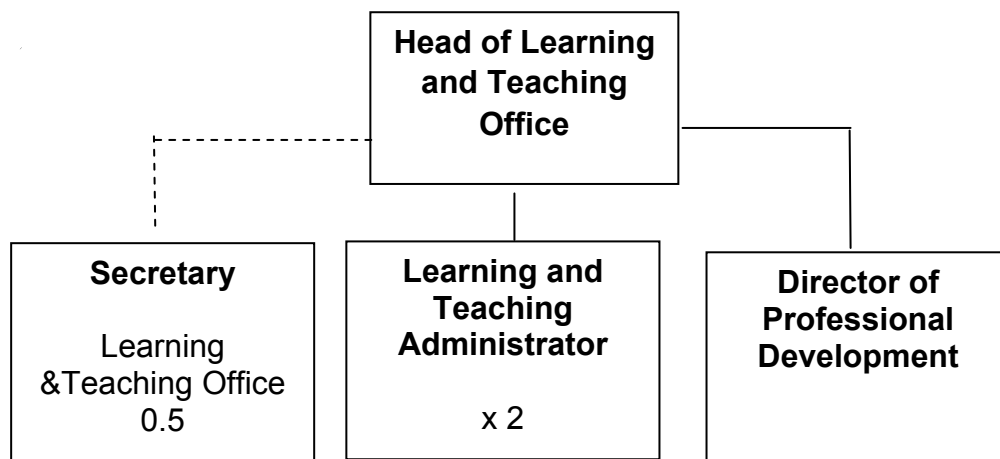 Head of Learning
and Teaching
Office
Secretary
Learning
&Teaching Office
0.5
Learning and
Teaching
Administrator
x 2
Director of
Professional
Development